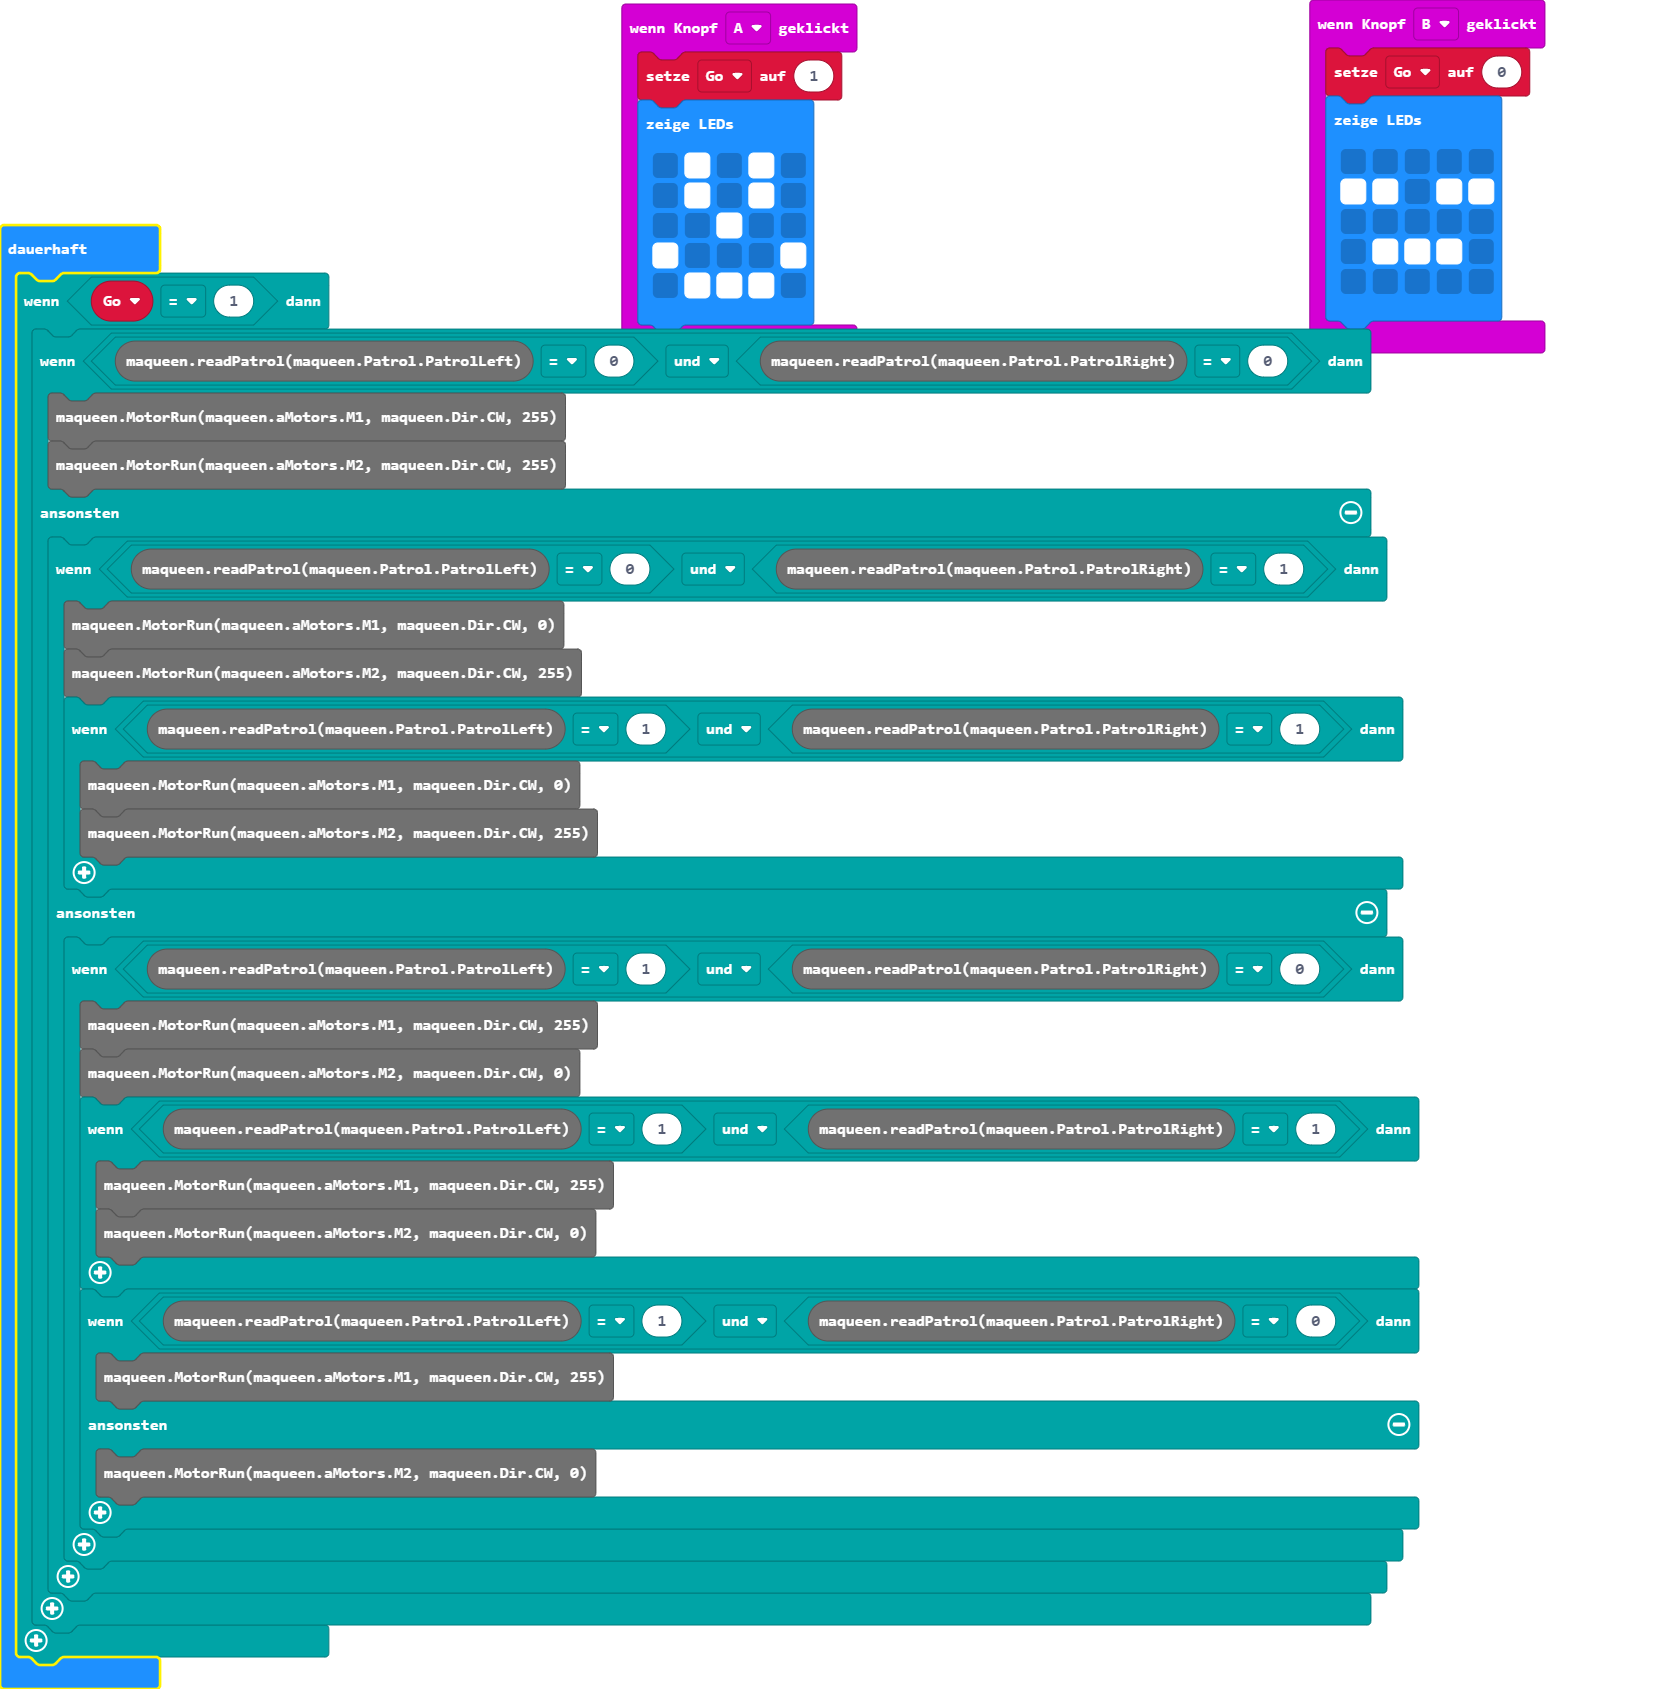 wenn Knopf A geklickt
setze Go auf 1
zeige LEDs
wenn Knopf B geklickt
setze Go auf 0
zeige LEDs
dauerhaft
wenn Go = 1 dann
wenn maqueen.readPatrol(maqueen.Patrol.PatrolLeft) = 0 und maqueen.readPatrol(maqueen.Patrol.PatrolRight) = 0 dann
maqueen.MotorRun(maqueen.aMotors.M1, maqueen.Dir.CW, 255)
maqueen.MotorRun(maqueen.aMotors.M2, maqueen.Dir.CW, 255)
ansonsten
wenn maqueen.readPatrol(maqueen.Patrol.PatrolLeft) = 0 und maqueen.readPatrol(maqueen.Patrol.PatrolRight) = 1 dann
maqueen.MotorRun(maqueen.aMotors.M1, maqueen.Dir.CW, 0)
maqueen.MotorRun(maqueen.aMotors.M2, maqueen.Dir.CW, 255)
wenn maqueen.readPatrol(maqueen.Patrol.PatrolLeft) = 1 und maqueen.readPatrol(maqueen.Patrol.PatrolRight) = 1 dann
maqueen.MotorRun(maqueen.aMotors.M1, maqueen.Dir.CW, 0)
maqueen.MotorRun(maqueen.aMotors.M2, maqueen.Dir.CW, 255)
ansonsten
wenn maqueen.readPatrol(maqueen.Patrol.PatrolLeft) = 1 und maqueen.readPatrol(maqueen.Patrol.PatrolRight) = 0 dann
maqueen.MotorRun(maqueen.aMotors.M1, maqueen.Dir.CW, 255)
maqueen.MotorRun(maqueen.aMotors.M2, maqueen.Dir.CW, 0)
wenn maqueen.readPatrol(maqueen.Patrol.PatrolLeft) = 1 und maqueen.readPatrol(maqueen.Patrol.PatrolRight) = 1 dann
maqueen.MotorRun(maqueen.aMotors.M1, maqueen.Dir.CW, 255)
maqueen.MotorRun(maqueen.aMotors.M2, maqueen.Dir.CW, 0)
wenn maqueen.readPatrol(maqueen.Patrol.PatrolLeft) = 1 und maqueen.readPatrol(maqueen.Patrol.PatrolRight) = 0 dann
maqueen.MotorRun(maqueen.aMotors.M1, maqueen.Dir.CW, 255)
ansonsten
maqueen.MotorRun(maqueen.aMotors.M2, maqueen.Dir.CW, 0)